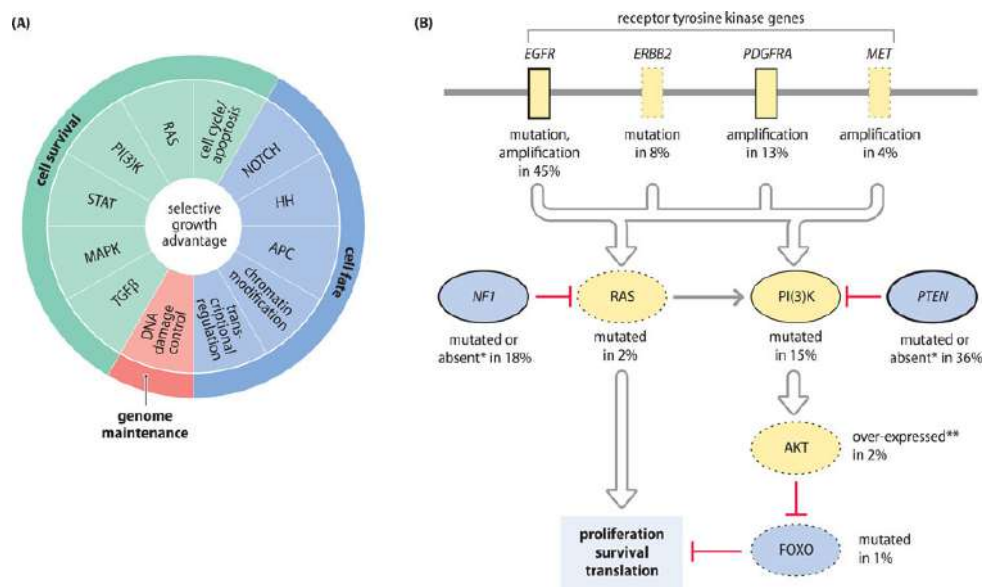 (A)
cell survival
cell fate
genome
maintenance
selective
growth
advantage
TGFβ
MAPK
STAT
PI(3)K
RAS
cell cycle/
apoptosis
NOTCH
HH
APC
chromatin
modification
trans-
criptional
regulation
DNA
damage
control
(B)
receptor tyrosine kinase genes
EGFR
ERBB2
PDGFRA
MET
mutation,
amplification
in 45%
mutation
in 8%
amplification
in 13%
amplification
in 4%
NF1
RAS
PI(3)K
PTEN
mutated or
absent* in 18%
mutated
in 2%
mutated
in 15%
mutated or
absent* in 36%
AKT
over-expressed**
in 2%
proliferation
survival
translation
FOXO
mutated
in 1%